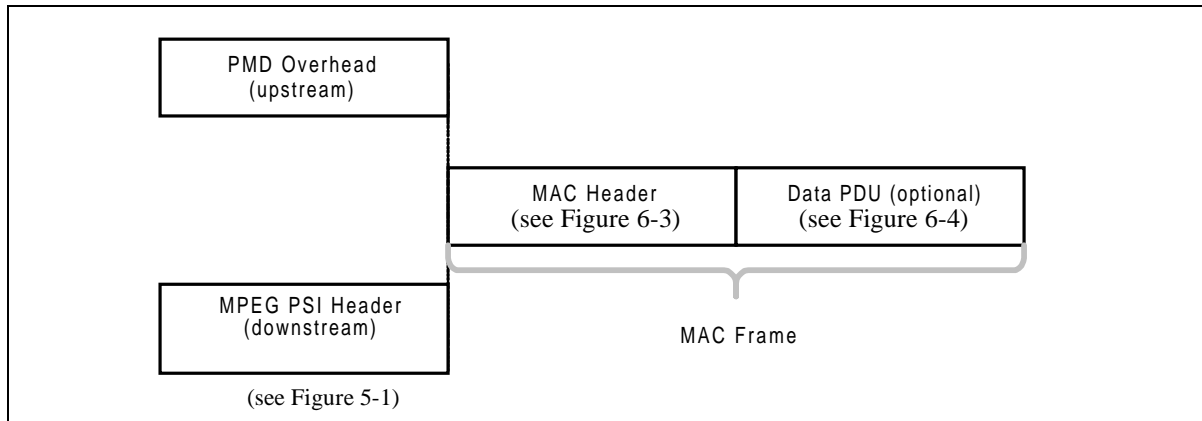 PMD Overhead
(upstream)
MAC Header
(see Figure 6-3)
Data PDU (optional)
(see Figure 6-4)
MPEG PSI Header
(downstream)
MAC Frame
(see Figure 5-1)